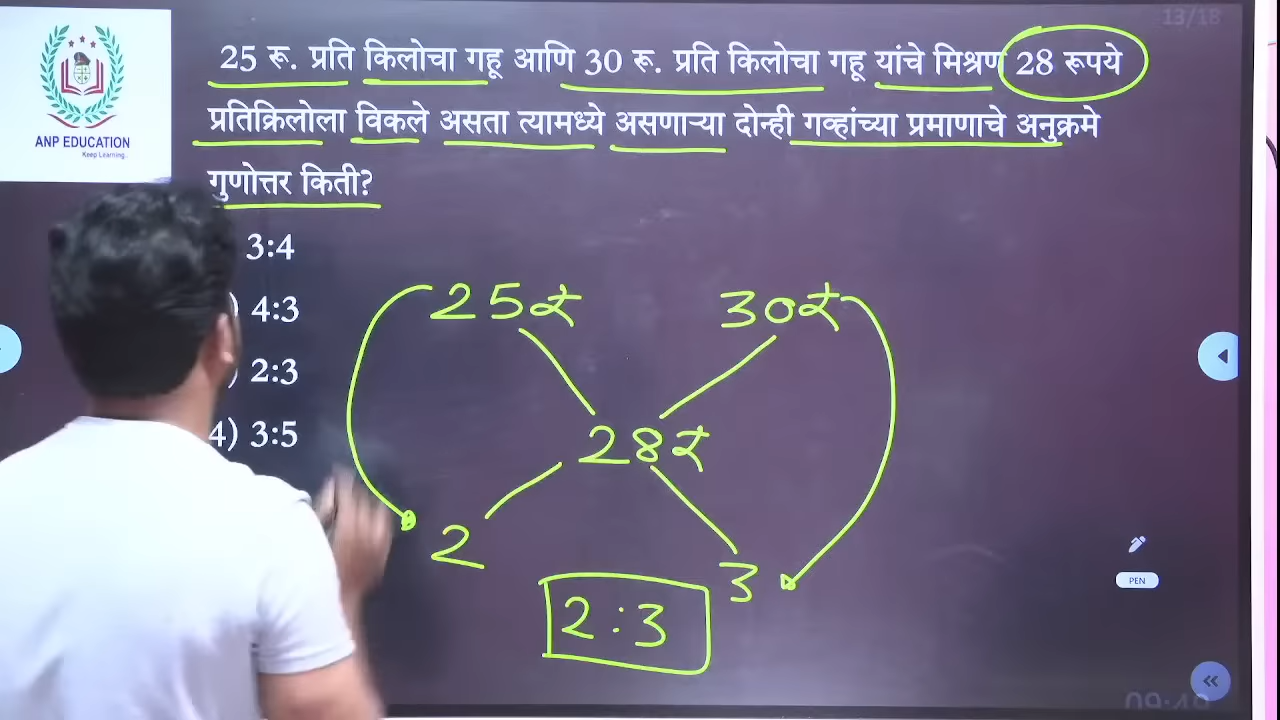 13/18
ANP EDUCATION
Keep Learning..
25 रू. प्रति किलोचा गहू आणि 30 रू. प्रति किलोचा गहू यांचे मिश्रण 28 रूपये
प्रतिक्रिलोला विकले असता त्यामध्ये असणाऱ्या दोन्ही गव्हांच्या प्रमाणाचे अनुक्रमे
गुणोत्तर किती?
3:4
) 4:3
) 2:3
4) 3:5
25₹ 30₹
28₹
2 3
2:3
PEN